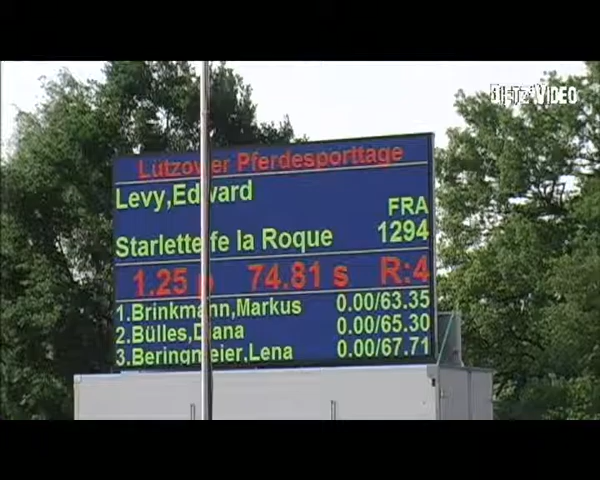 DIETZ-VIDEO
Lützower Pferdesporttage
Levy,Edward
FRA
Starlette fe la Roque 1294
1.25 p 74.81 s R:4
1.Brinkmann,Markus 0.00/63.35
2.Bülles,Diana 0.00/65.30
3.Beringmeier,Lena 0.00/67.71